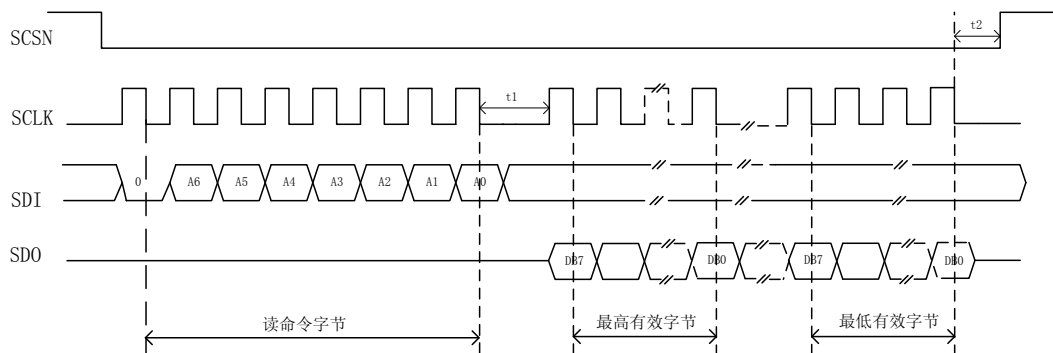 SCSN
t2
SCLK
t1
SDI
0 A6 A5 A4 A3 A2 A1 A0
SDO
DB7 DB0 DB7 DB0
读命令字节 最高有效字节 最低有效字节